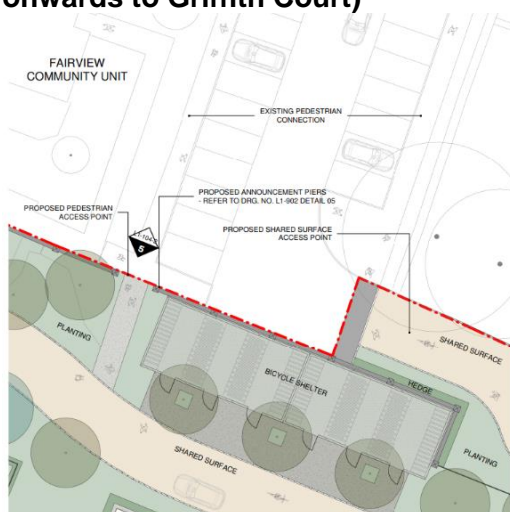 onwards to Griffith Court)
FAIRVIEW
COMMUNITY UNIT
EXISTING PEDESTRIAN
CONNECTION
PROPOSED ANNOUNCEMENT PIERS
- REFER TO DRG. NO. L1-902 DETAIL 05
PROPOSED PEDESTRIAN
ACCESS POINT
PROPOSED SHARED SURFACE
ACCESS POINT
S
PLANTING
SHARED SURFACE
BICYCLE SHELTER
HEDGE
PLANTING
SHARED SURFACE